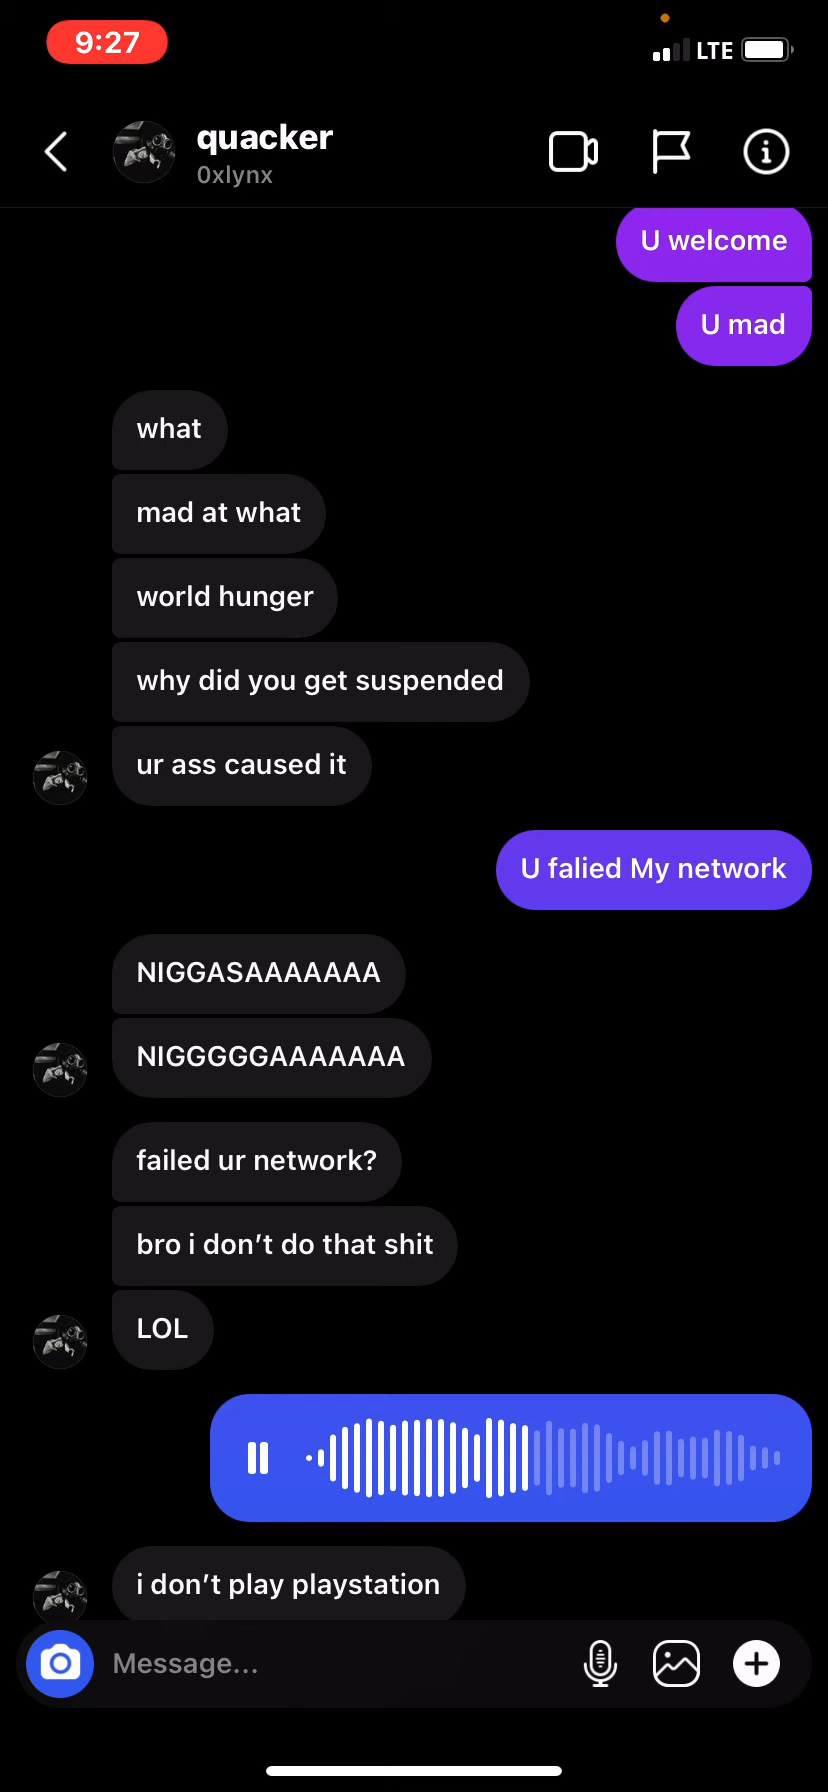 9:27
LTE
quacker
0xlynx
U welcome
U mad
what
mad at what
world hunger
why did you get suspended
ur ass caused it
U falied My network
NIGGASAAAAAAA
NIGGGGGAAAAAAA
failed ur network?
bro i don’t do that shit
LOL
i don’t play playstation
Message...